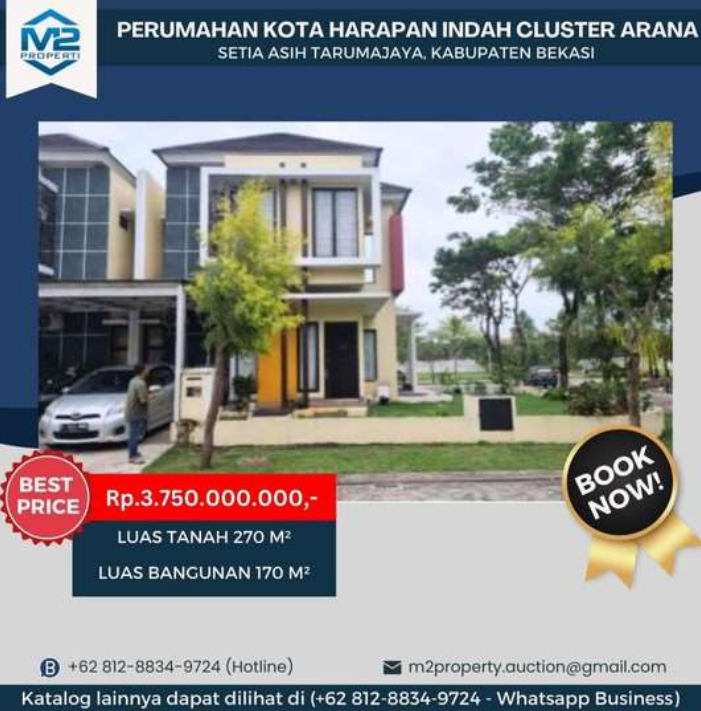 M2
PROPERTI
PERUMAHAN KOTA HARAPAN INDAH CLUSTER ARANA
SETIA ASIH TARUMAJAYA, KABUPATEN BEKASI
BEST
PRICE
Rp.3.750.000.000,-
LUAS TANAH 270 M²
LUAS BANGUNAN 170 M²
BOOK
NOW!
B +62 812-8834-9724 (Hotline)
m2property.auction@gmail.com
Katalog lainnya dapat dilihat di (+62 812-8834-9724 - Whatsapp Business)